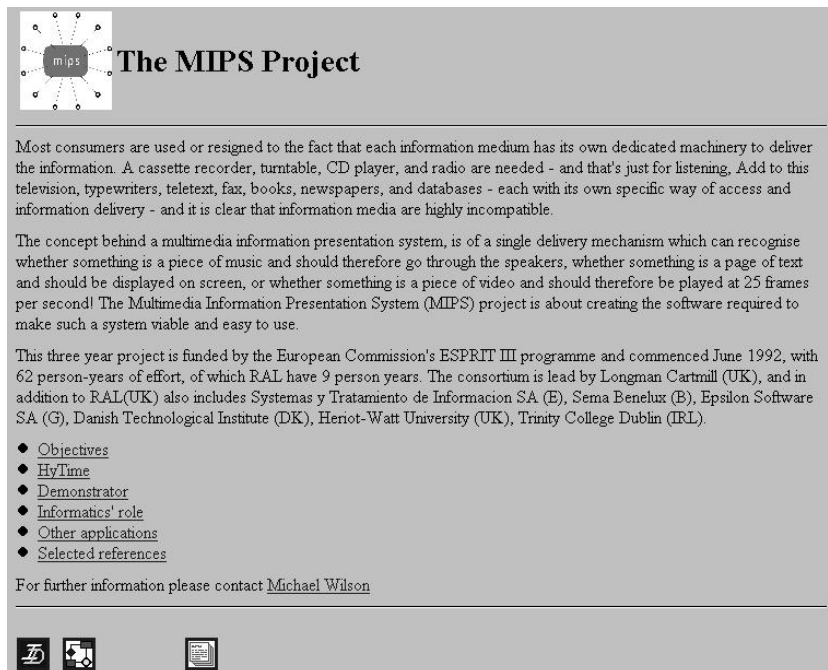 mips
The MIPS Project
Most consumers are used or resigned to the fact that each information medium has its own dedicated machinery to deliver
the information. A cassette recorder, turntable, CD player, and radio are needed - and that's just for listening, Add to this
television, typewriters, teletext, fax, books, newspapers, and databases - each with its own specific way of access and
information delivery - and it is clear that information media are highly incompatible.
The concept behind a multimedia information presentation system, is of a single delivery mechanism which can recognise
whether something is a piece of music and should therefore go through the speakers, whether something is a page of text
and should be displayed on screen, or whether something is a piece of video and should therefore be played at 25 frames
per second! The Multimedia Information Presentation System (MIPS) project is about creating the software required to
make such a system viable and easy to use.
This three year project is funded by the European Commission's ESPRIT III programme and commenced June 1992, with
62 person-years of effort, of which RAL have 9 person years. The consortium is lead by Longman Cartmill (UK), and in
addition to RAL(UK) also includes Systemas y Tratamiento de Informacion SA (E), Sema Benelux (B), Epsilon Software
SA (G), Danish Technological Institute (DK), Heriot-Watt University (UK), Trinity College Dublin (IRL).
Objectives
HyTime
Demonstrator
Informatics' role
Other applications
Selected references
For further information please contact Michael Wilson